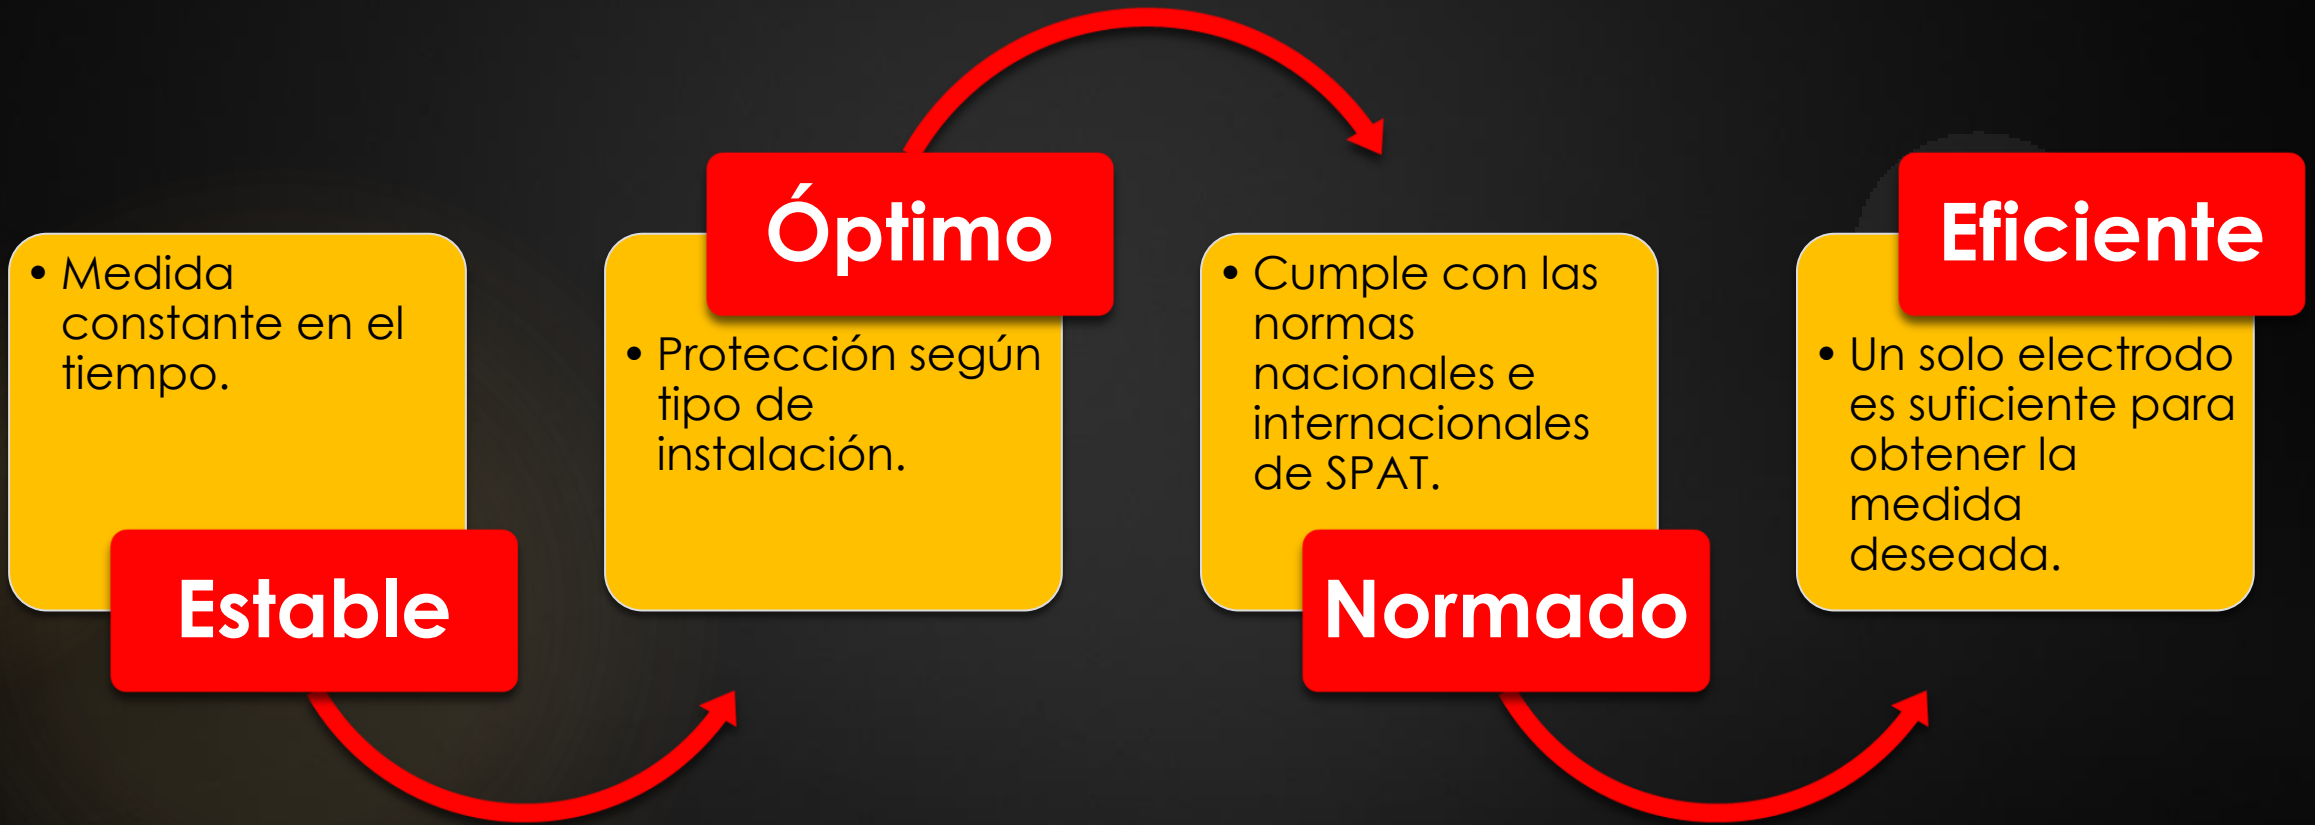 • Medida
constante en el
tiempo.
Estable
Óptimo
• Protección según
tipo de
instalación.
• Cumple con las
normas
nacionales e
internacionales
de SPAT.
Normado
Eficiente
• Un solo electrodo
es suficiente para
obtener la
medida
deseada.